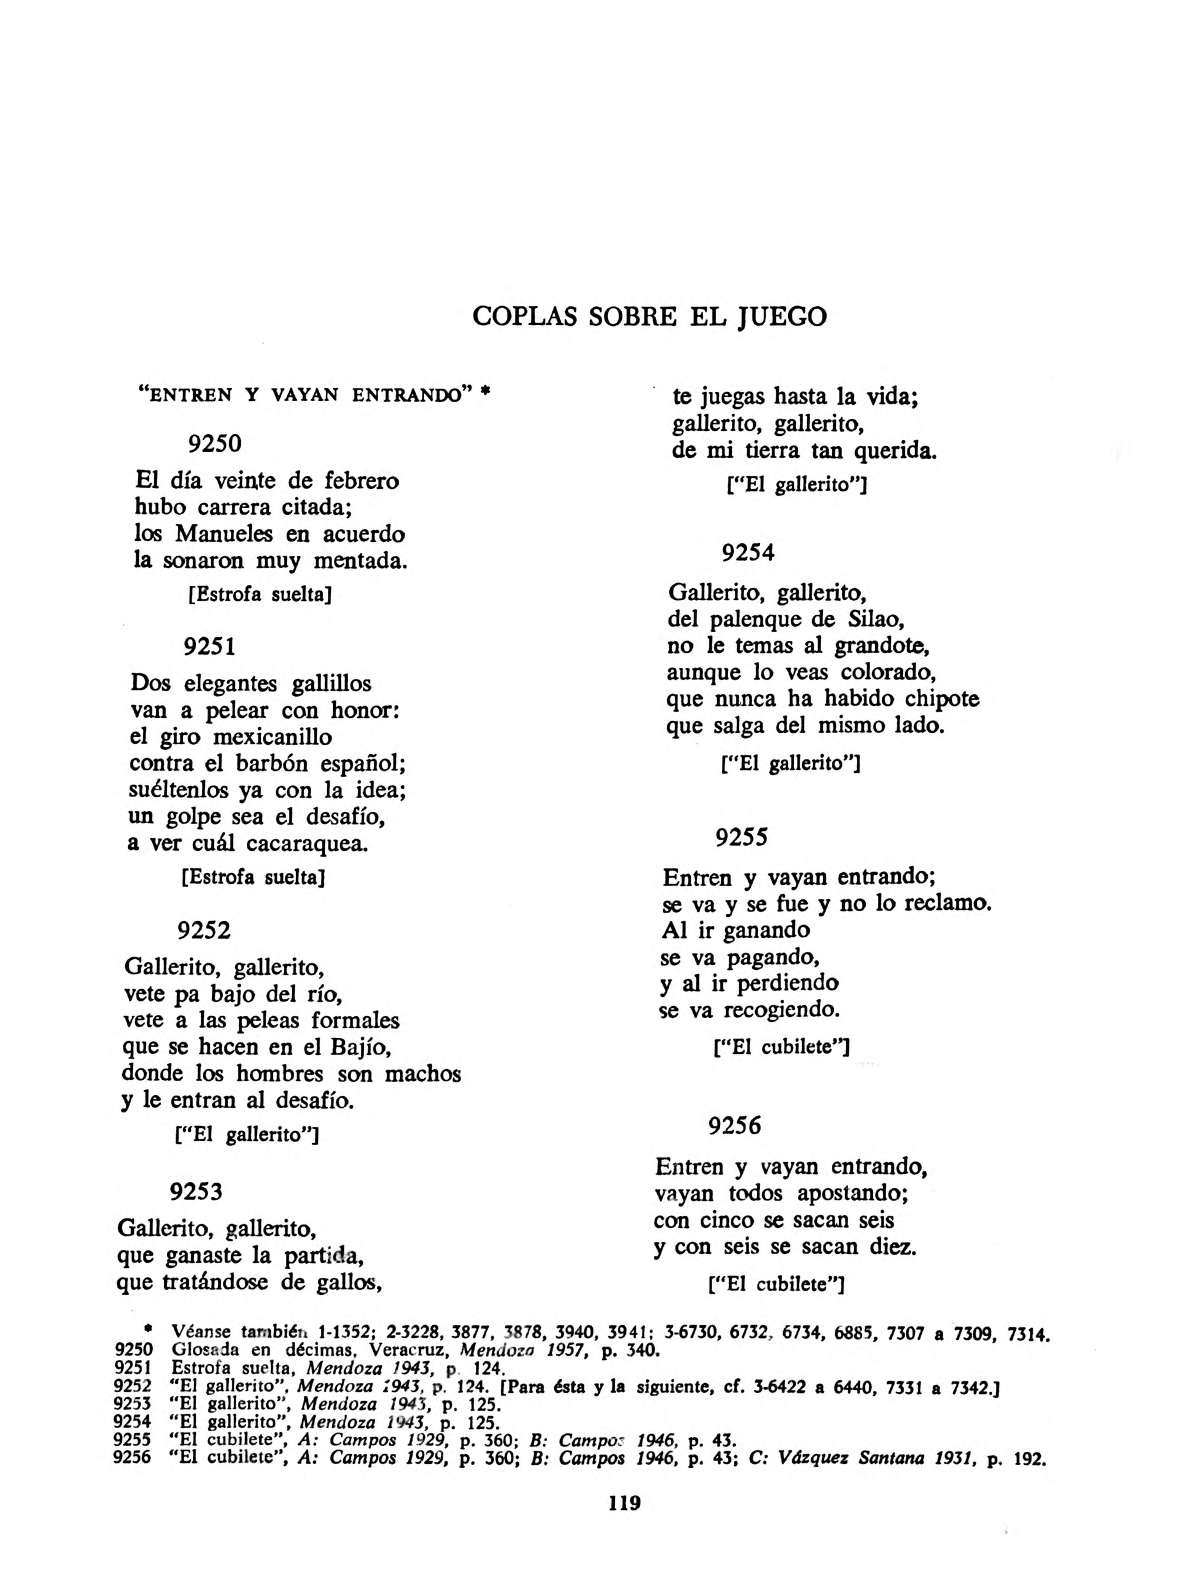 COPLAS SOBRE EL JUEGO
“ENTREN Y VAYAN ENTRANDO” *
9250
El día veinte de febrero
hubo carrera citada;
los Manueles en acuerdo
la sonaron muy mentada.
[Estrofa suelta]
9251
Dos elegantes gallillos
van a pelear con honor:
el giro mexicanillo
contra el barbón español;
suéltenlos ya con la idea;
un golpe sea el desafío,
a ver cuál cacaraquea.
[Estrofa suelta]
9252
Gallerito, gallerito,
vete pa bajo del río,
vete a las peleas formales
que se hacen en el Bajío,
donde los hombres son machos
y le entran al desafío.
[“El gallerito”]
9253
Gallerito, gallerito,
que ganaste la partida,
que tratándose de gallos,
te juegas hasta la vida;
gallerito, gallerito,
de mi tierra tan querida.
[“El gallerito”]
9254
Gallerito, gallerito,
del palenque de Silao,
no le temas al grandote,
aunque lo veas colorado,
que nunca ha habido chipote
que salga del mismo lado.
[“El gallerito”]
9255
Entren y vayan entrando;
se va y se fue y no lo reclamo.
Al ir ganando
se va pagando,
y al ir perdiendo
se va recogiendo.
[“El cubilete”]
9256
Entren y vayan entrando,
vayan todos apostando;
con cinco se sacan seis
y con seis se sacan diez.
[“El cubilete”]
* Véanse también 1-1352; 2-3228, 3877, 3878, 3940, 3941; 3-6730, 6732, 6734, 6885, 7307 a 7309, 7314.
9250 Glosada en décimas, Veracruz, Mendoza 1957, p. 340.
9251 Estrofa suelta, Mendoza 1943, p. 124.
9252 “El gallerito”, Mendoza 1943, p. 124. [Para ésta y la siguiente, cf. 3-6422 a 6440, 7331 a 7342.]
9253 “El gallerito”, Mendoza 1943, p. 125.
9254 “El gallerito”, Mendoza 1943, p. 125.
9255 “El cubilete”, A: Campos 1929, p. 360; B: Campos 1946, p. 43.
9256 “El cubilete”, A: Campos 1929, p. 360; B: Campos 1946, p. 43; C: Vázquez Santana 1931, p. 192.
119